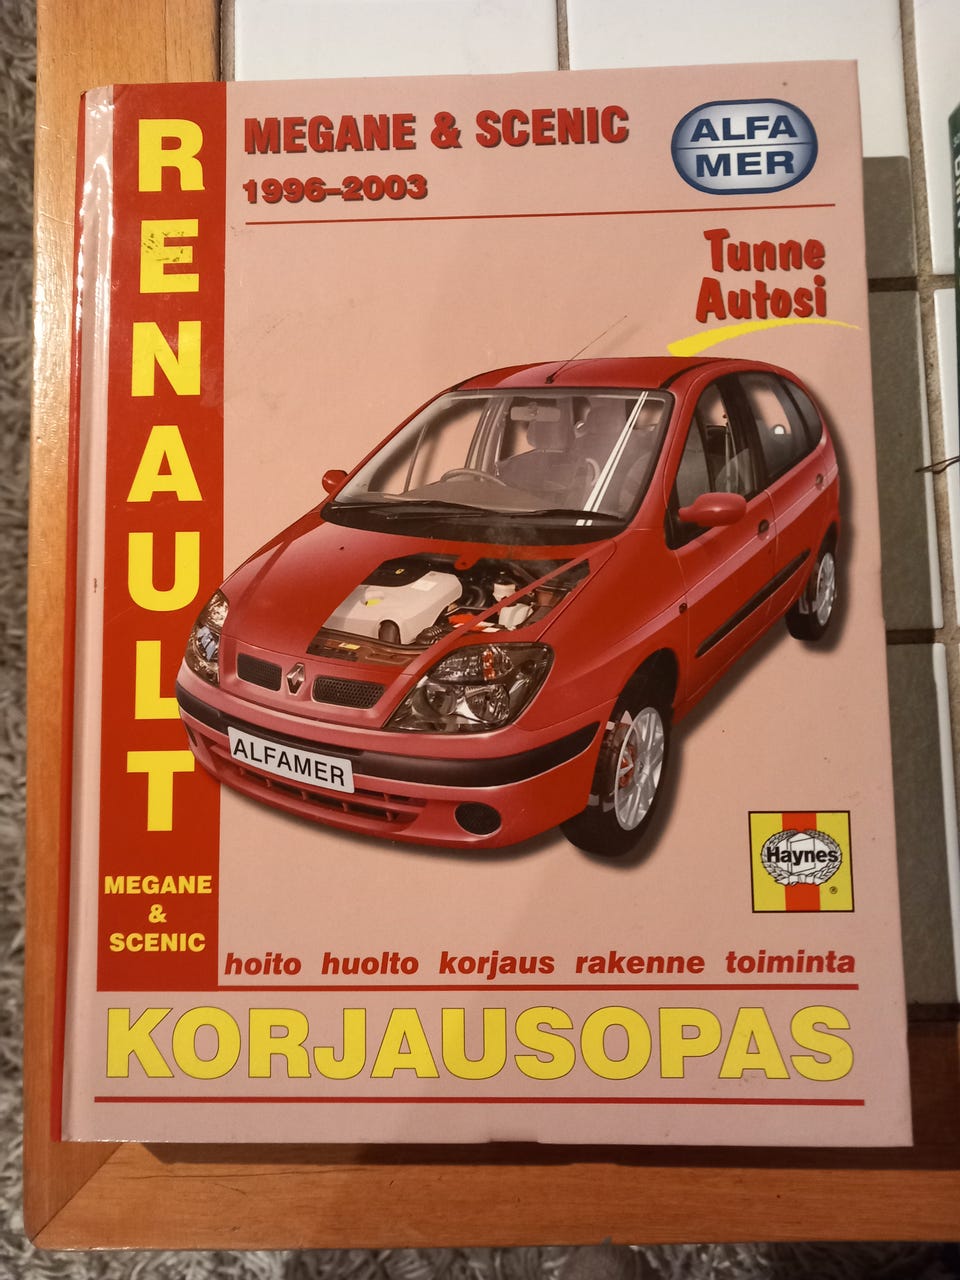 RENAULT
MEGANE
&
SCENIC
MEGANE & SCENIC
1996–2003
ALFA
MER
Tunne
Autosi
ALFAMER
Haynes
®
hoito huolto korjaus rakenne toiminta
KORJAUSOPAS